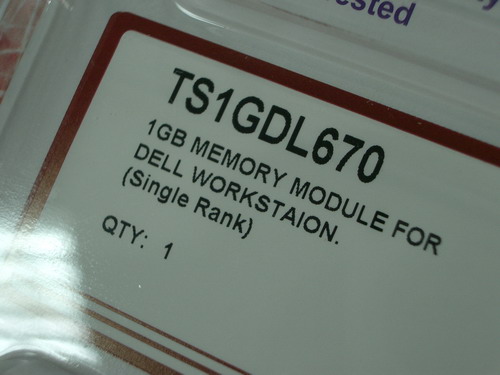 ested
TS1GDL670
1GB MEMORY MODULE FOR
DELL WORKSTAION.
(Single Rank)
QTY: 1